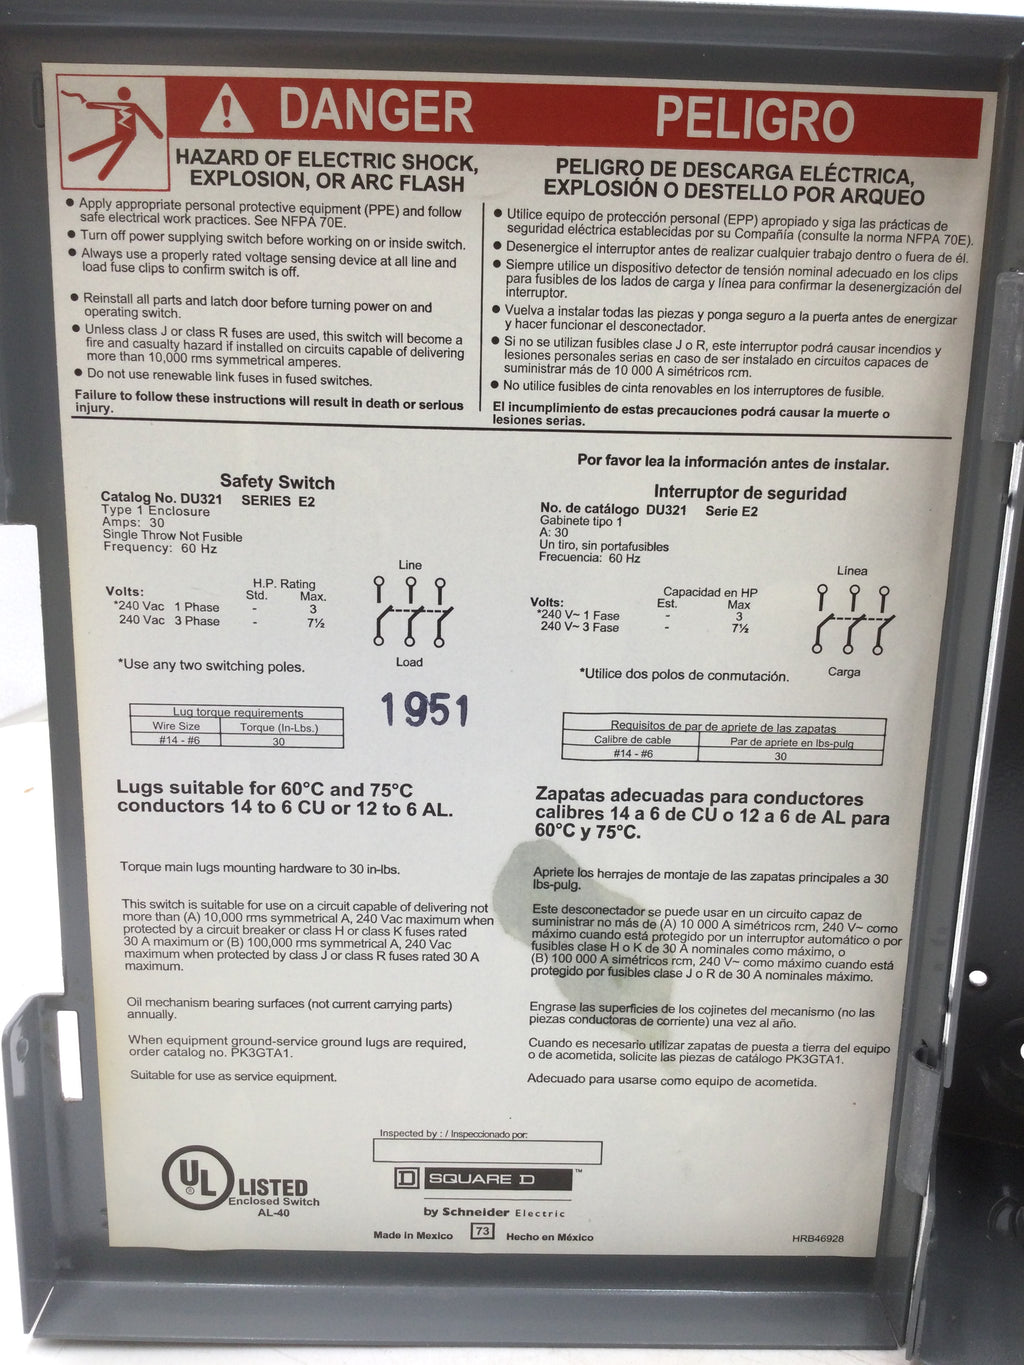 DANGER
HAZARD OF ELECTRIC SHOCK,
EXPLOSION, OR ARC FLASH
● Apply appropriate personal protective equipment (PPE) and follow
safe electrical work practices. See NFPA 70E.
● Turn off power supplying switch before working on or inside switch.
● Always use a properly rated voltage sensing device at all line and
load fuse clips to confirm switch is off.
● Reinstall all parts and latch door before turning power on and
operating switch.
● Unless class J or class R fuses are used, this switch will become a
fire and casualty hazard if installed on circuits capable of delivering
more than 10,000 rms symmetrical amperes.
● Do not use renewable link fuses in fused switches.
Failure to follow these instructions will result in death or serious
injury.
PELIGRO
PELIGRO DE DESCARGA ELÉCTRICA,
EXPLOSIÓN O DESTELLO POR ARQUEO
● Utilice equipo de protección personal (EPP) apropiado y siga las prácticas de
seguridad eléctrica establecidas por su Compañía (consulte la norma NFPA 70E).
● Desenergice el interruptor antes de realizar cualquier trabajo dentro o fuera de él.
● Siempre utilice un dispositivo detector de tensión nominal adecuado en los clips
para fusibles de los lados de carga y línea para confirmar la desenergización del
interruptor.
● Vuelva a instalar todas las piezas y ponga seguro a la puerta antes de energizar
y hacer funcionar el desconectador.
● Si no se utilizan fusibles clase J o R, este interruptor podrá causar incendios y
lesiones personales serias en caso de ser instalado en circuitos capaces de
suministrar más de 10 000 A simétricos rcm.
● No utilice fusibles de cinta renovables en los interruptores de fusible.
El incumplimiento de estas precauciones podrá causar la muerte o
lesiones serias.
Safety Switch
Catalog No. DU321 SERIES E2
Type 1 Enclosure
Amps: 30
Single Throw Not Fusible
Frequency: 60 Hz
Volts: H.P. Rating
Std. Max.
*240 Vac 1 Phase - 3
240 Vac 3 Phase - 7½
Line
Load
*Use any two switching poles.
1951
Lug torque requirements
Wire Size Torque (In-Lbs.)
#14 - #6 30
Lugs suitable for 60°C and 75°C
conductors 14 to 6 CU or 12 to 6 AL.
Torque main lugs mounting hardware to 30 in-lbs.
This switch is suitable for use on a circuit capable of delivering not
more than (A) 10,000 rms symmetrical A, 240 Vac maximum when
protected by a circuit breaker or class H or class K fuses rated
30 A maximum or (B) 100,000 rms symmetrical A, 240 Vac
maximum when protected by class J or class R fuses rated 30 A
maximum.
Oil mechanism bearing surfaces (not current carrying parts)
annually.
When equipment ground-service ground lugs are required,
order catalog no. PK3GTA1.
Suitable for use as service equipment.
Por favor lea la información antes de instalar.
Interruptor de seguridad
No. de catálogo DU321 Serie E2
Gabinete tipo 1
A: 30
Un tiro, sin portafusibles
Frecuencia: 60 Hz
Volts: Capacidad en HP
Est. Max
*240 V~ 1 Fase - 3
240 V~ 3 Fase - 7½
Línea
Carga
*Utilice dos polos de conmutación.
Requisitos de par de apriete de las zapatas
Calibre de cable Par de apriete en lbs-pulg
#14 - #6 30
Zapatas adecuadas para conductores
calibres 14 a 6 de CU o 12 a 6 de AL para
60°C y 75°C.
Apriete los herrajes de montaje de las zapatas principales a 30
lbs-pulg.
Este desconectador se puede usar en un circuito capaz de
suministrar no más de (A) 10 000 A simétricos rcm, 240 V~ como
máximo cuando está protegido por un interruptor automático o por
fusibles clase H o K de 30 A nominales como máximo, o
(B) 100 000 A simétricos rcm, 240 V~ como máximo cuando está
protegido por fusibles clase J o R de 30 A nominales máximo.
Engrase las superficies de los cojinetes del mecanismo (no las
piezas conductoras de corriente) una vez al año.
Cuando es necesario utilizar zapatas de puesta a tierra del equipo
o de acometida, solicite las piezas de catálogo PK3GTA1.
Adecuado para usarse como equipo de acometida.
Inspected by : / Inspeccionado por:
UL ® LISTED
Enclosed Switch
AL-40
D SQUARE D ™
by Schneider Electric
Made in Mexico 73 Hecho en México
HRB46928